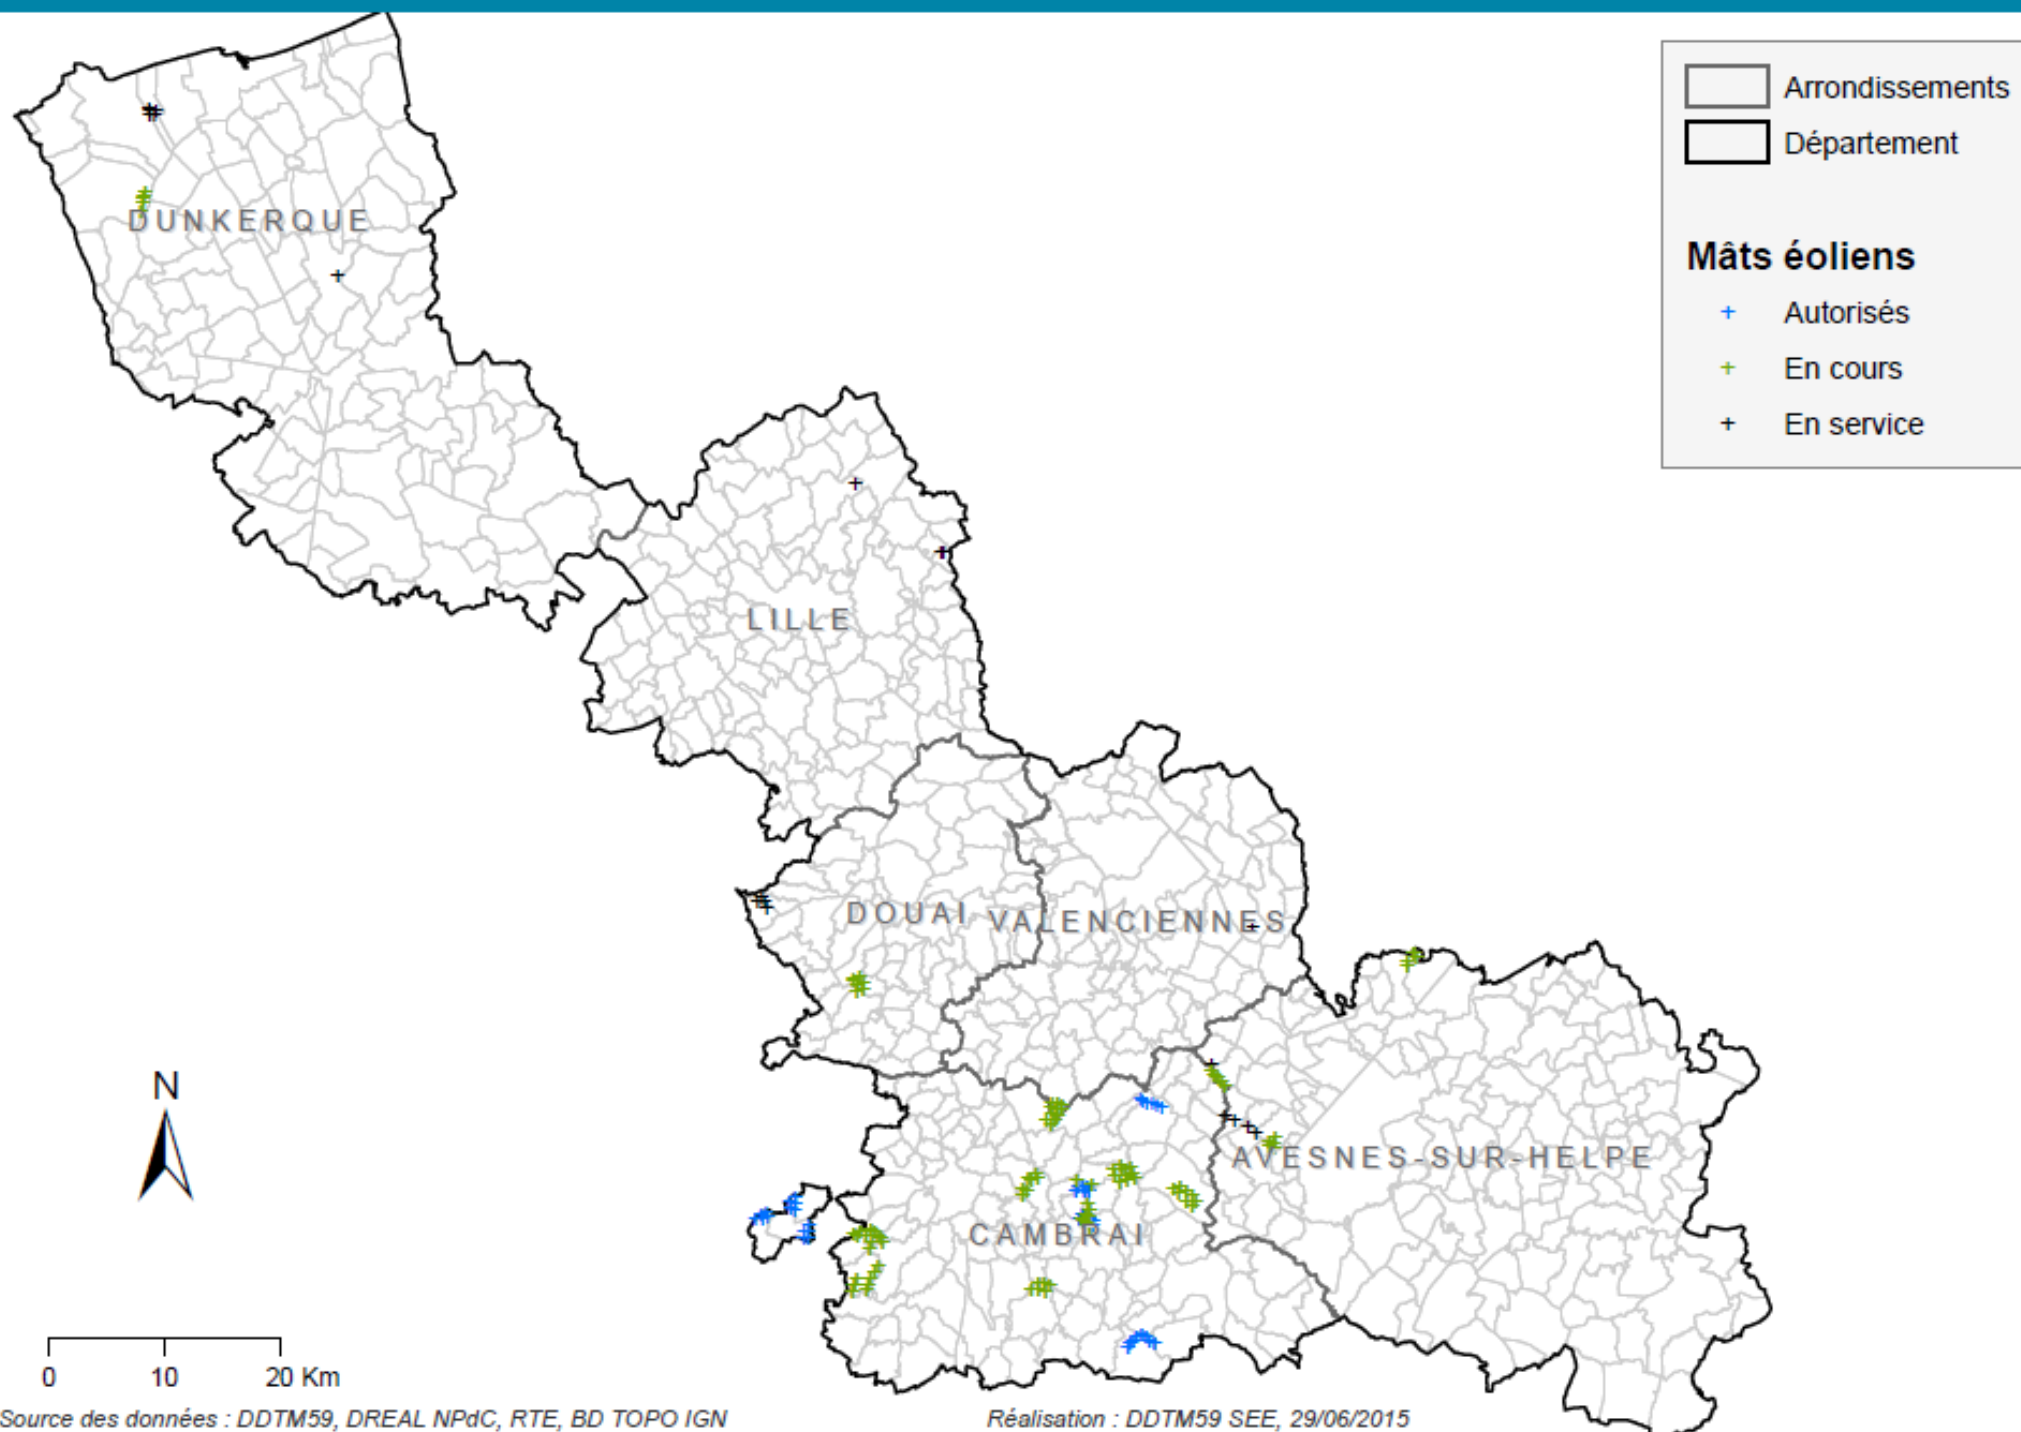 Arrondissements
Département
Mâts éoliens
Autorisés
En cours
En service
DUNKERQUE
LILLE
DOUAI
VALENCIENNES
AVESNES-SUR-HELPE
CAMBRAI
N
0 10 20 Km
Source des données : DDTM59, DREAL NPdC, RTE, BD TOPO IGN
Réalisation : DDTM59 SEE, 29/06/2015